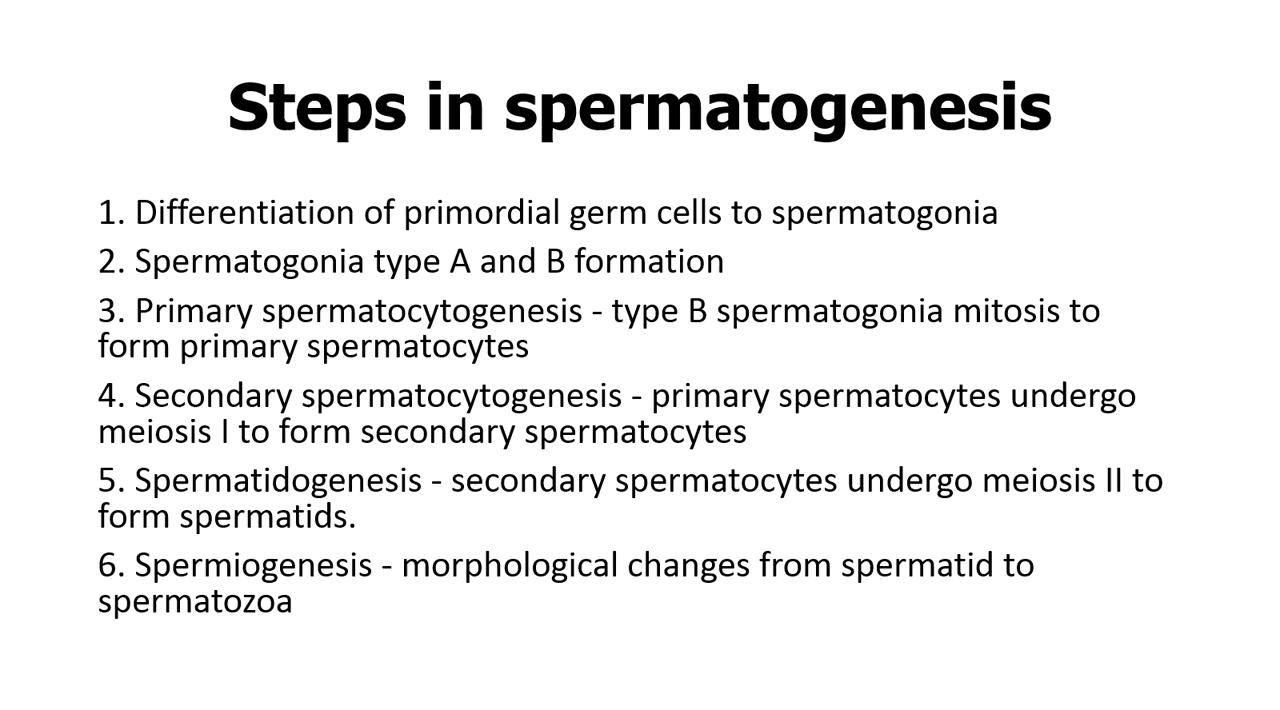 Steps in spermatogenesis
1. Differentiation of primordial germ cells to spermatogonia
2. Spermatogonia type A and B formation
3. Primary spermatocytogenesis - type B spermatogonia mitosis to
form primary spermatocytes
4. Secondary spermatocytogenesis - primary spermatocytes undergo
meiosis I to form secondary spermatocytes
5. Spermatidogenesis - secondary spermatocytes undergo meiosis II to
form spermatids.
6. Spermiogenesis - morphological changes from spermatid to
spermatozoa